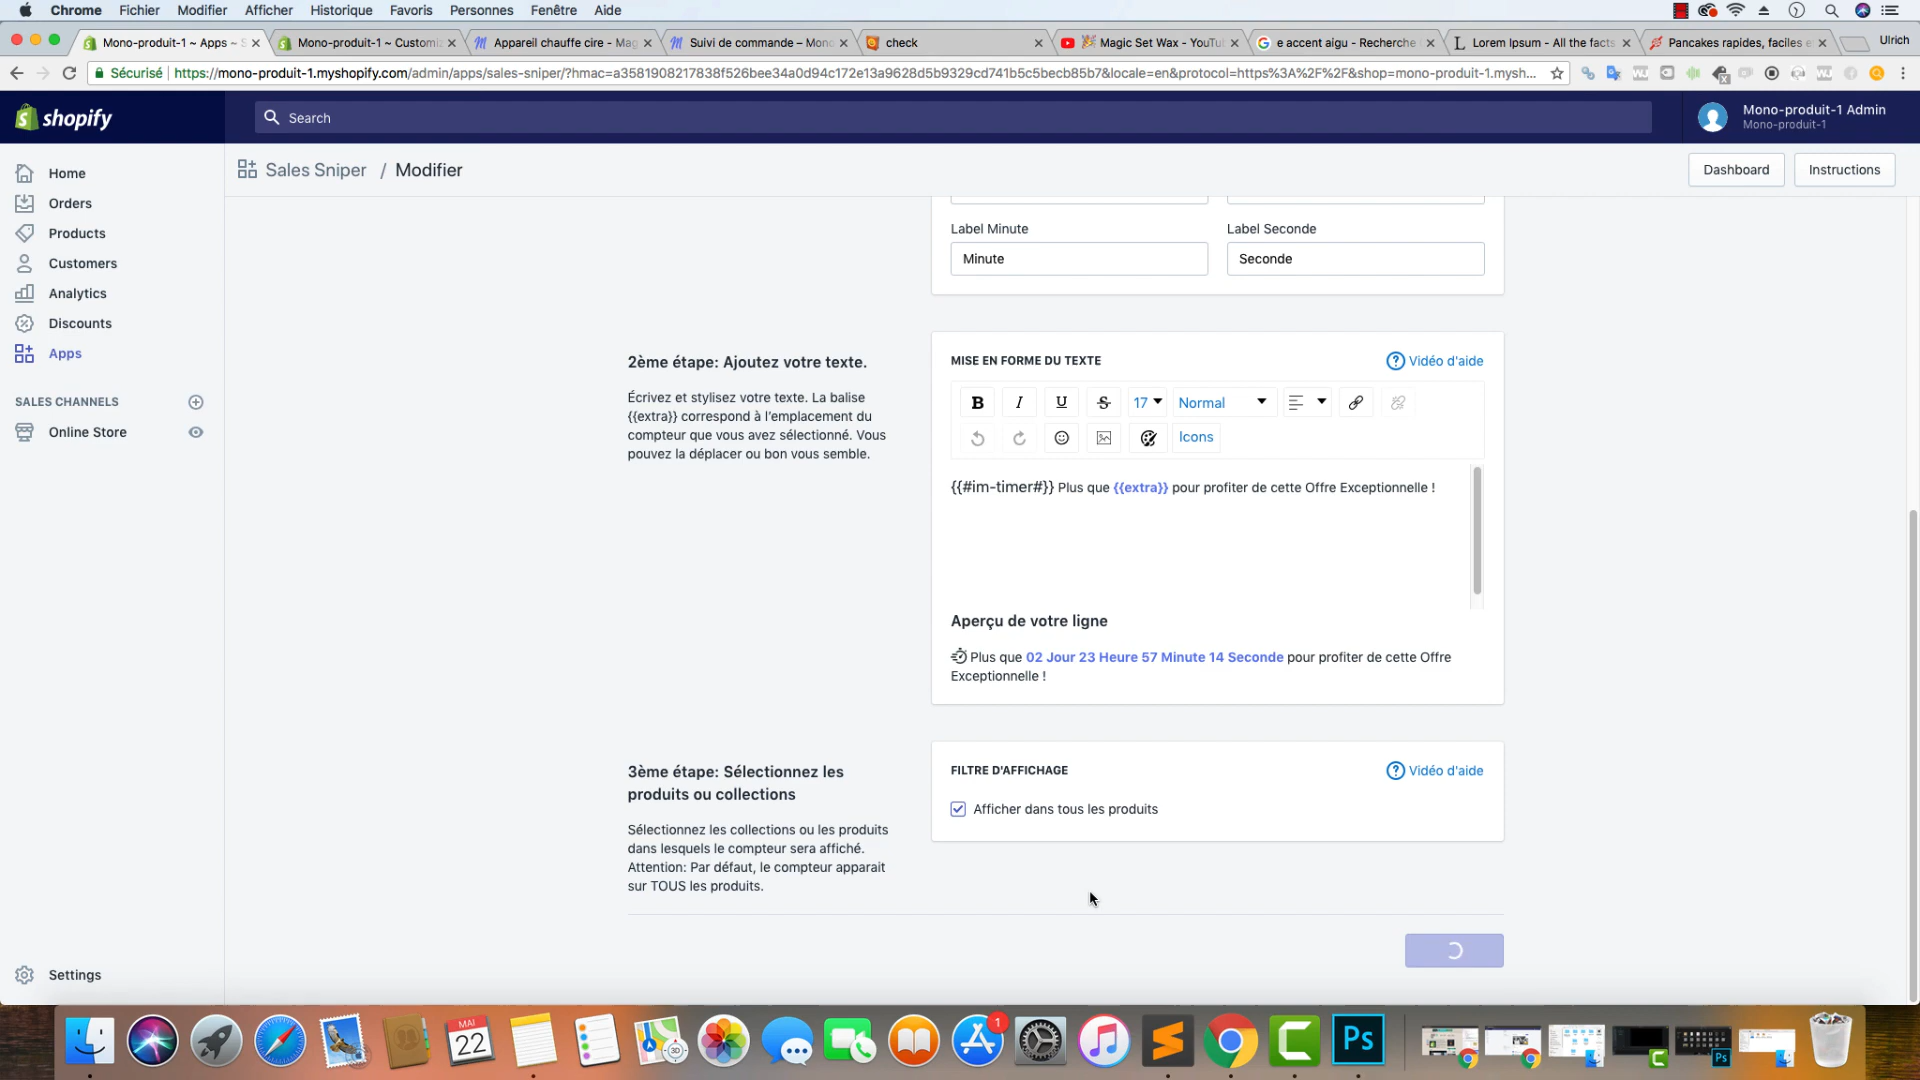 Chrome Fichier Modifier Afficher Historique Favoris Personnes Fenêtre Aide
Mono-produit-1 ~ Apps ~ S
Mono-produit-1 ~ Customi
Appareil chauffe cire - Mag
Suivi de commande – Mono
check
Magic Set Wax - YouTu
e accent aigu - Recherche
Lorem Ipsum - All the facts
Pancakes rapides, faciles e
Ulrich
Sécurisé https://mono-produit-1.myshopify.com/admin/apps/sales-sniper/?hmac=a3581908217838f526bee34a0d94c172e13a9628d5b9329cd741b5c5becb85b7&locale=en&protocol=https%3A%2F%2F&shop=mono-produit-1.mysh...
shopify
Search
Mono-produit-1 Admin
Mono-produit-1
Home
Orders
Products
Customers
Analytics
Discounts
Apps
SALES CHANNELS
Online Store
Settings
Sales Sniper / Modifier
Dashboard
Instructions
Label Minute
Label Seconde
Minute
Seconde
2ème étape: Ajoutez votre texte.
Écrivez et stylisez votre texte. La balise
{{extra}} correspond à l'emplacement du
compteur que vous avez sélectionné. Vous
pouvez la déplacer ou bon vous semble.
MISE EN FORME DU TEXTE
Vidéo d'aide
B I U S 17 Normal
Icons
{{#im-timer#}} Plus que {{extra}} pour profiter de cette Offre Exceptionnelle !
Aperçu de votre ligne
Plus que 02 Jour 23 Heure 57 Minute 14 Seconde pour profiter de cette Offre
Exceptionnelle !
3ème étape: Sélectionnez les
produits ou collections
Sélectionnez les collections ou les produits
dans lesquels le compteur sera affiché.
Attention: Par défaut, le compteur apparait
sur TOUS les produits.
FILTRE D'AFFICHAGE
Vidéo d'aide
Afficher dans tous les produits
MAI
22
3D
1
Ps